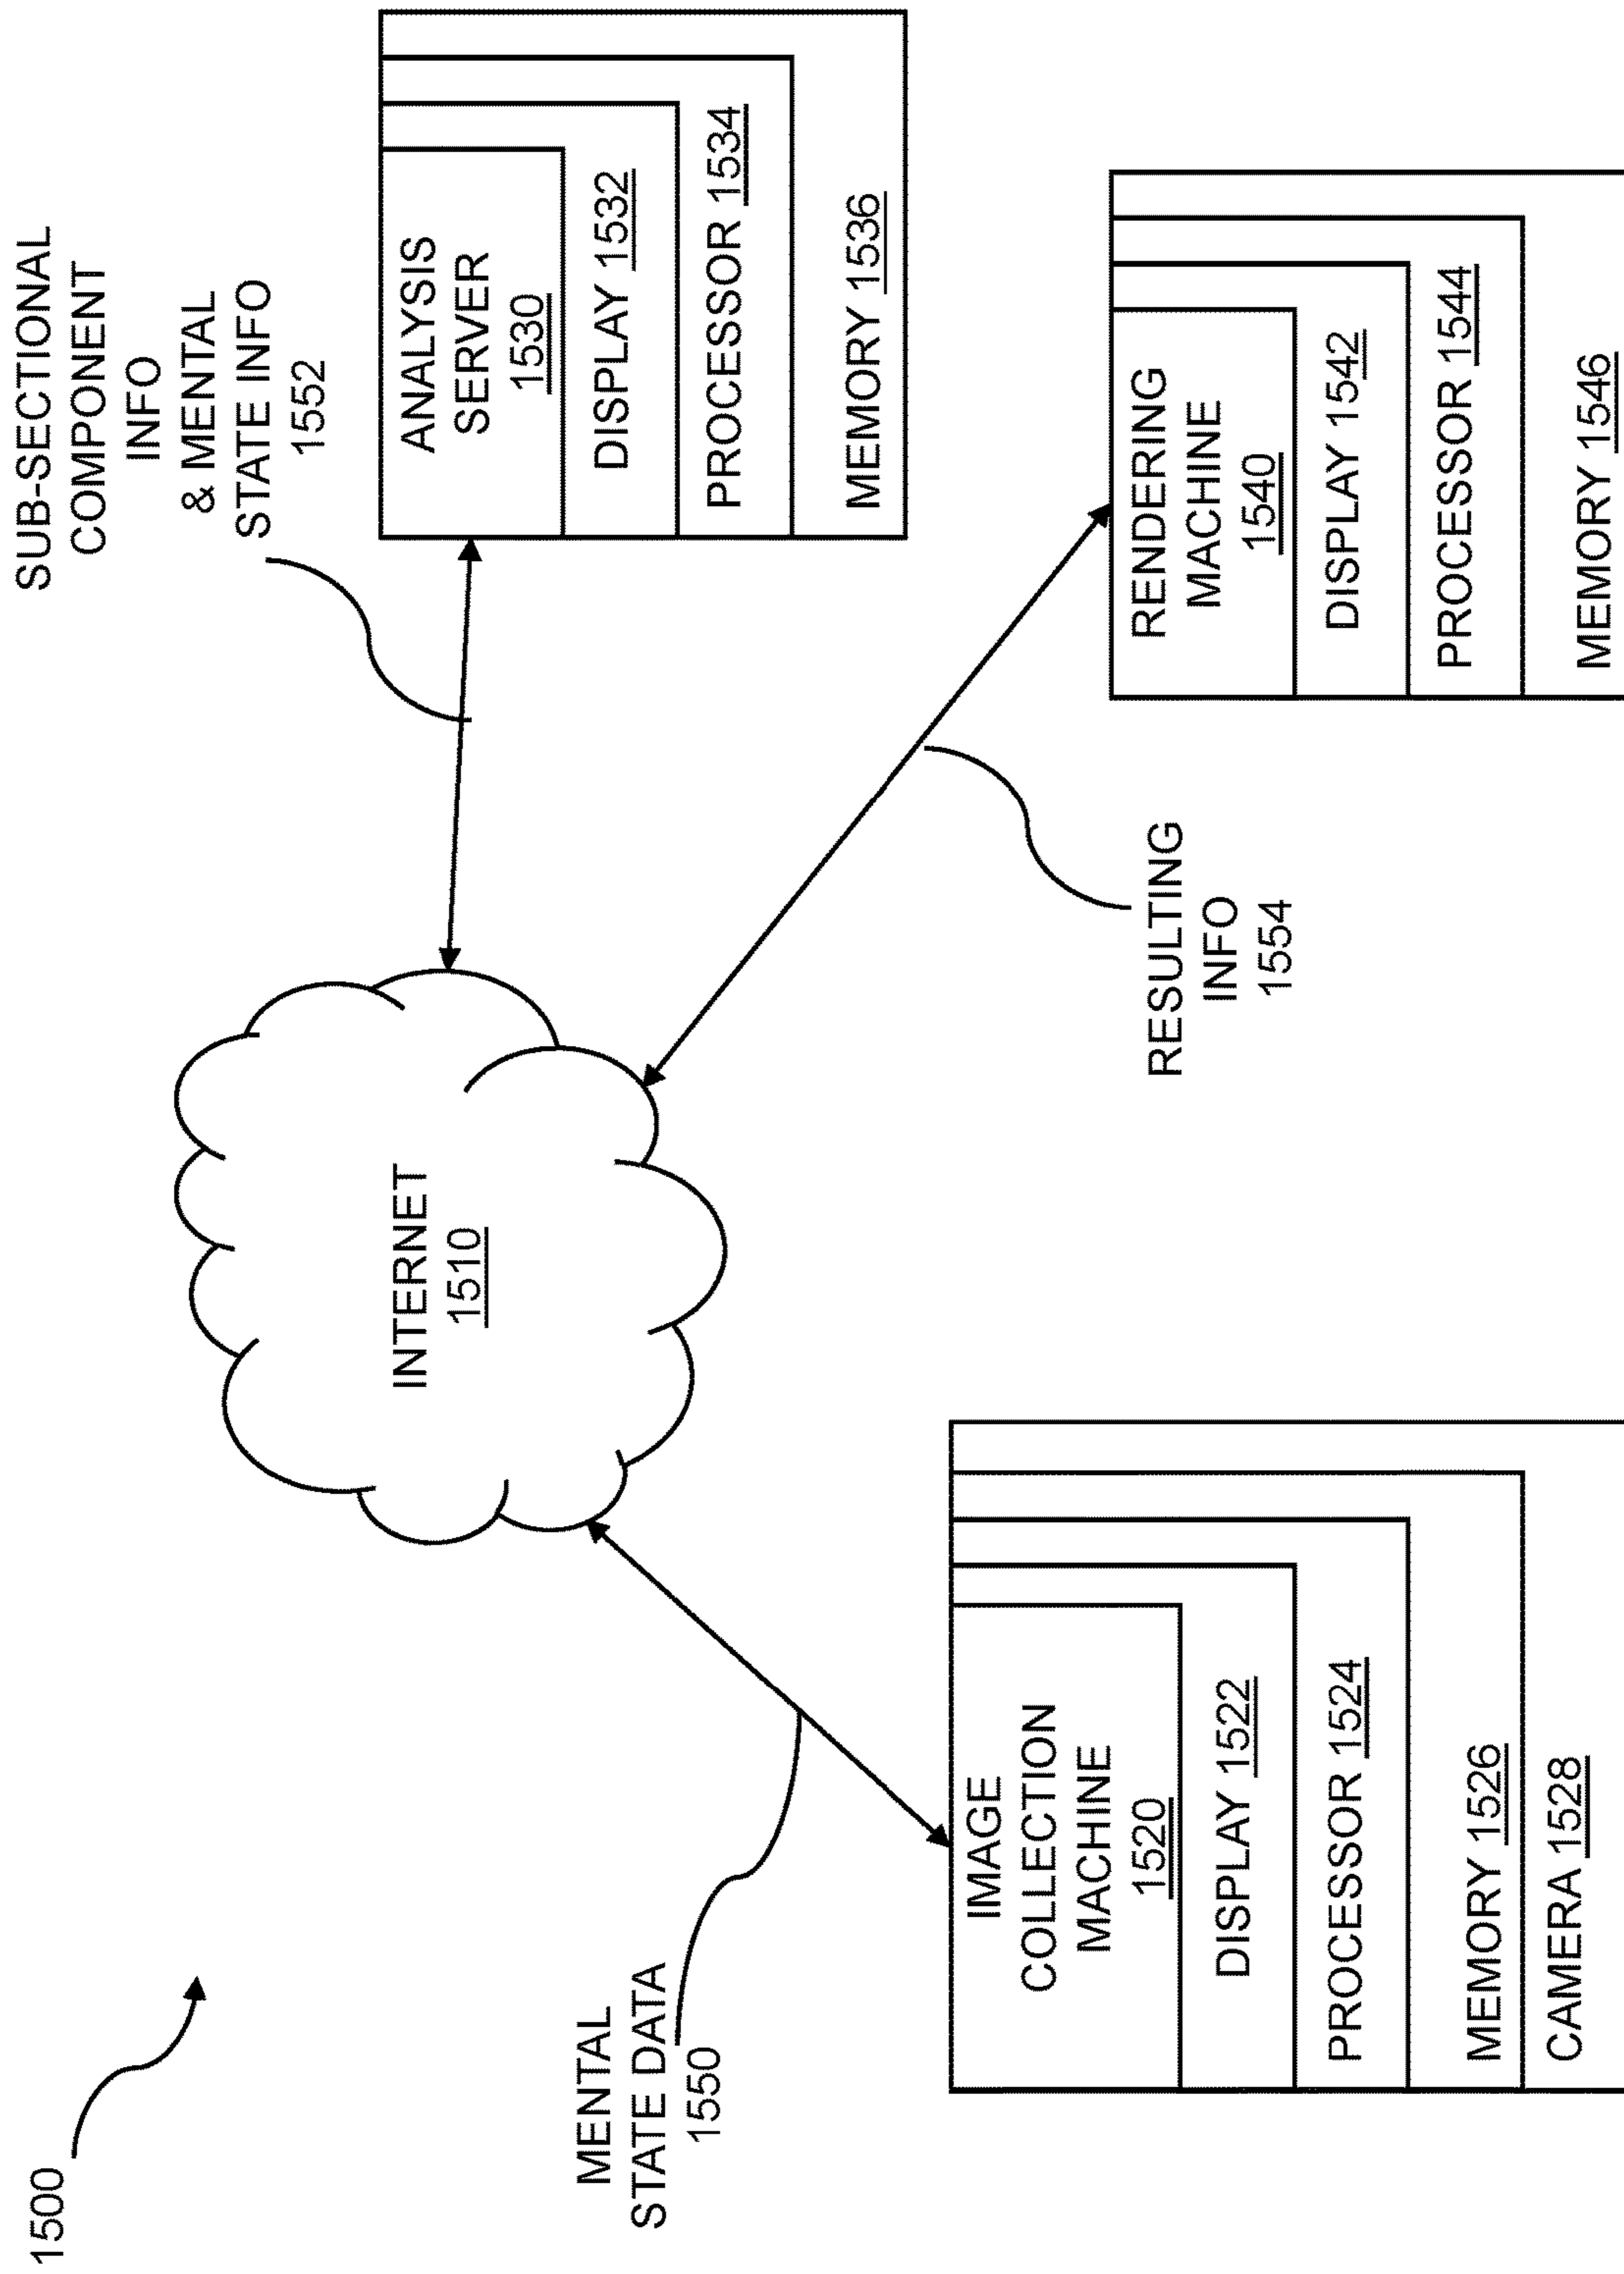 1500
SUB-SECTIONAL
COMPONENT
INFO
& MENTAL
STATE INFO
1552
INTERNET
1510
ANALYSIS
SERVER
1530
DISPLAY 1532
PROCESSOR 1534
MEMORY 1536
MENTAL
STATE DATA
1550
RESULTING
INFO
1554
IMAGE
COLLECTION
MACHINE
1520
DISPLAY 1522
PROCESSOR 1524
MEMORY 1526
CAMERA 1528
RENDERING
MACHINE
1540
DISPLAY 1542
PROCESSOR 1544
MEMORY 1546